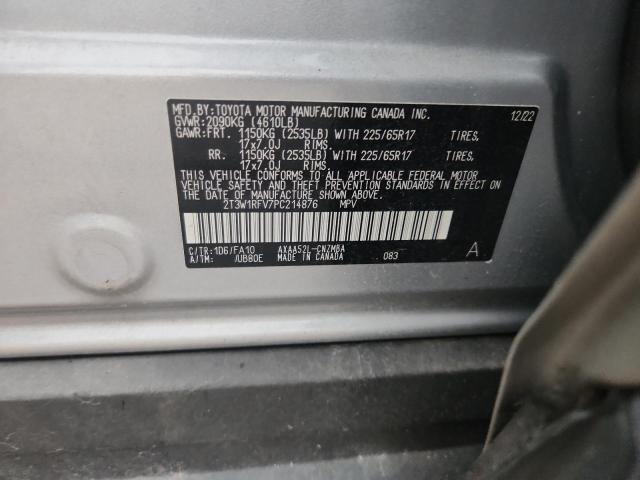 MFD.BY:TOYOTA MOTOR MANUFACTURING CANADA INC. 12/22
GVWR:2090KG (4610LB)
GAWR:FRT. 1150KG (2535LB) WITH 225/65R17 TIRES,
17x7.0J RIMS.
RR. 1150KG (2535LB) WITH 225/65R17 TIRES,
17x7.0J RIMS.
THIS VEHICLE CONFORMS TO ALL APPLICABLE FEDERAL MOTOR
VEHICLE SAFETY AND THEFT PREVENTION STANDARDS IN EFFECT ON
THE DATE OF MANUFACTURE SHOWN ABOVE.
2T3W1RFV7PC214876 MPV
C/TR:1D6/FA10 AXAA52L-CNZMBA
A/TM: /UB80E MADE IN CANADA 083 A